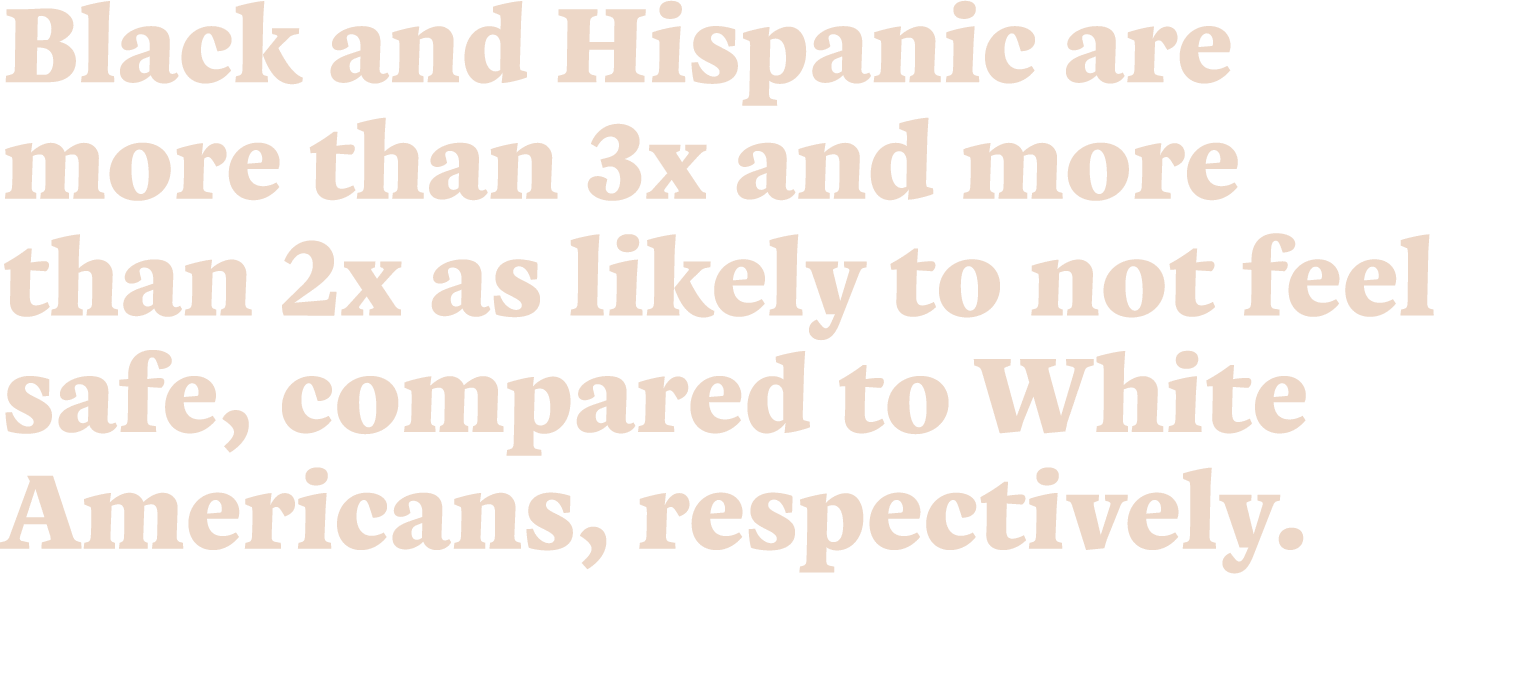 Black and Hispanic are
more than 3x and more
than 2x as likely to not feel
safe, compared to White
Americans, respectively.